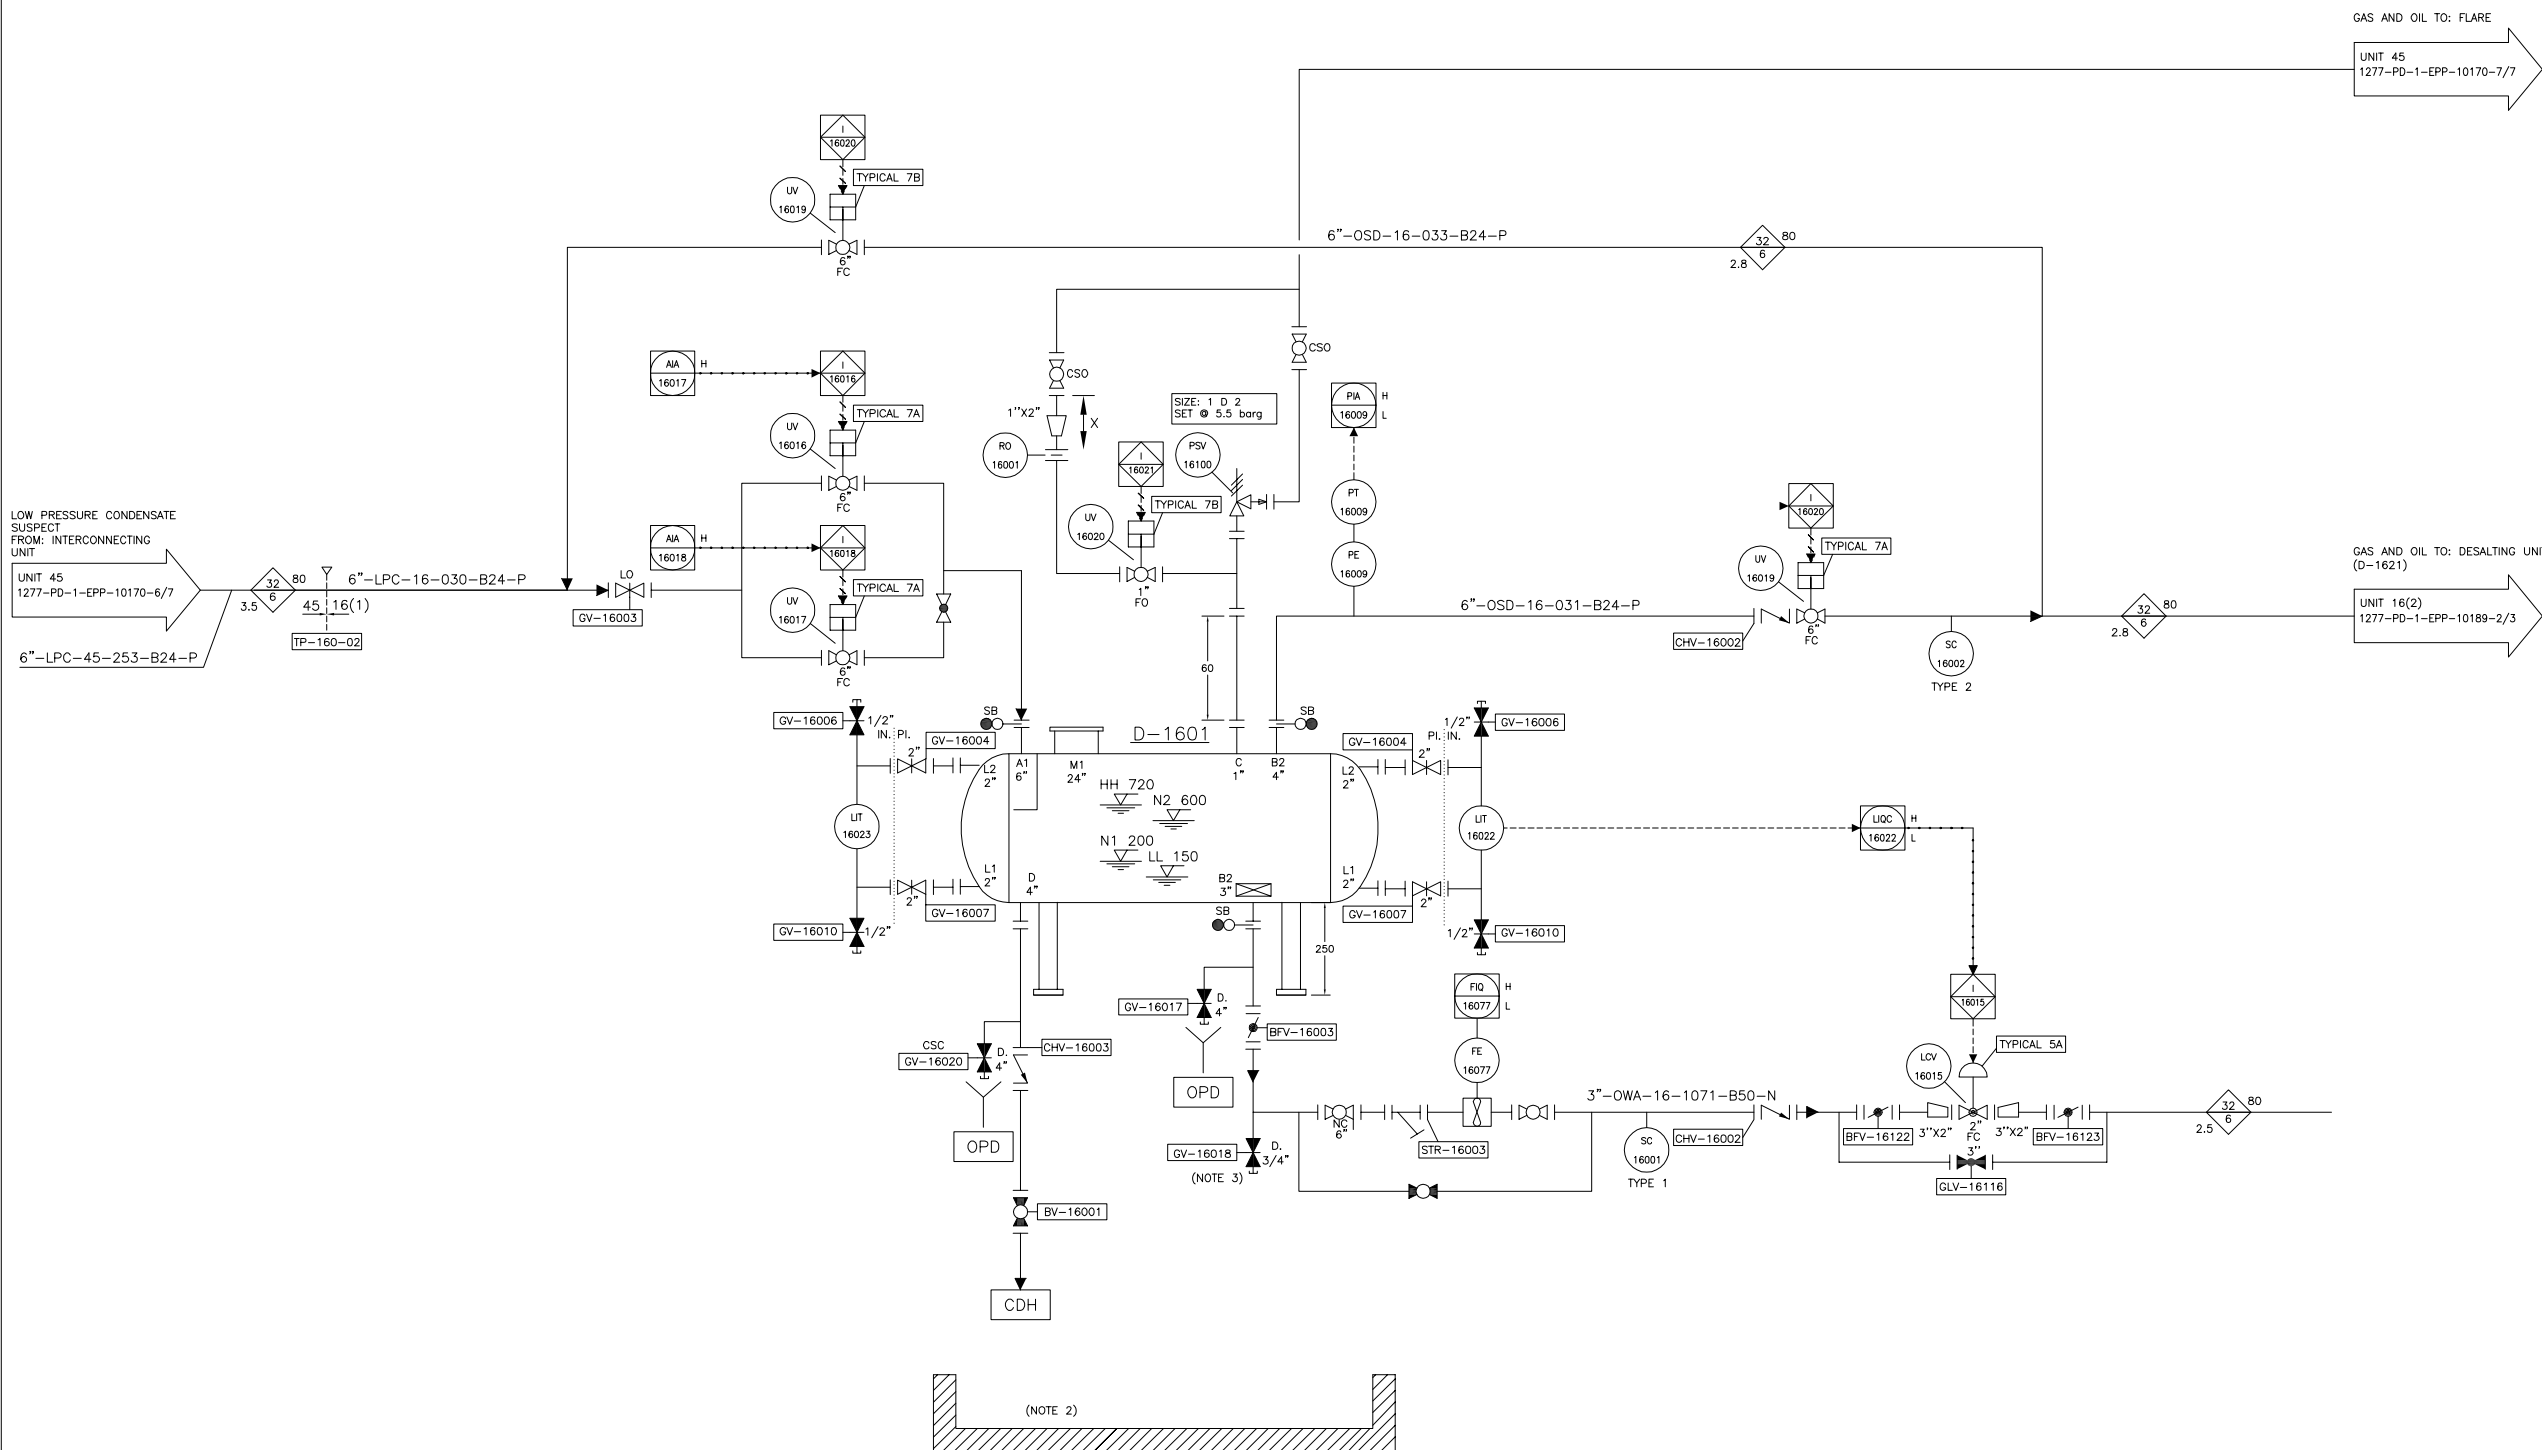 GAS AND OIL TO: FLARE
UNIT 45
1277-PD-1-EPP-10170-7/7
I
16020
TYPICAL 7B
UV
16019
6"
FC
6"-OSD-16-033-B24-P
32
6
80
2.8
AIA
16017
H
I
16016
TYPICAL 7A
UV
16016
6"
FC
AIA
16018
H
I
16018
TYPICAL 7A
UV
16017
6"
FC
CSO
CSO
1''X2"
X
RO
16001
SIZE: 1 D 2
SET @ 5.5 barg
I
16021
TYPICAL 7B
PSV
16100
UV
16020
1"
FO
PIA
16009
H
L
PT
16009
PE
16009
I
16020
TYPICAL 7A
UV
16019
6"
FC
LOW PRESSURE CONDENSATE
SUSPECT
FROM: INTERCONNECTING
UNIT
UNIT 45
1277-PD-1-EPP-10170-6/7
32
6
80
3.5
45
16(1)
TP-160-02
6"-LPC-16-030-B24-P
6"-LPC-45-253-B24-P
LO
GV-16003
60
6"-OSD-16-031-B24-P
CHV-16002
SC
16002
TYPE 2
32
6
80
2.8
GAS AND OIL TO: DESALTING UNI
(D-1621)
UNIT 16(2)
1277-PD-1-EPP-10189-2/3
GV-16006
1/2"
IN. PI.
2"
GV-16004
SB
D-1601
SB
GV-16004
2"
PI. IN.
1/2"
GV-16006
L2
2"
A1
6"
M1
24"
C
1"
B2
4"
L2
2"
HH 720
N2 600
N1 200
LL 150
LIT
16023
LIT
16022
LIQC
16022
H
L
L1
2"
D
4"
B2
3"
L1
2"
2"
GV-16007
GV-16010
1/2"
SB
250
2"
GV-16007
1/2"
GV-16010
GV-16017
D.
4"
BFV-16003
OPD
CSC
GV-16020
D.
4"
CHV-16003
OPD
BV-16001
CDH
GV-16018
D.
3/4"
(NOTE 3)
NC
6"
STR-16003
FIQ
16077
H
L
FE
16077
3"-OWA-16-1071-B50-N
SC
16001
TYPE 1
CHV-16002
BFV-16122
3''X2"
I
16015
TYPICAL 5A
LCV
16015
2"
FC
3''
3''X2"
BFV-16123
GLV-16116
32
6
80
2.5
(NOTE 2)